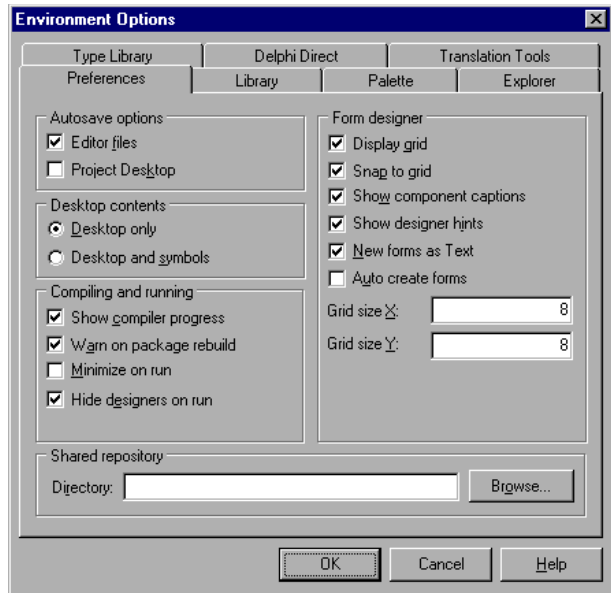 Environment Options
Type Library Delphi Direct Translation Tools
Preferences Library Palette Explorer
Autosave options
Editor files
Project Desktop
Desktop contents
Desktop only
Desktop and symbols
Compiling and running
Show compiler progress
Warn on package rebuild
Minimize on run
Hide designers on run
Form designer
Display grid
Snap to grid
Show component captions
Show designer hints
New forms as Text
Auto create forms
Grid size X: 8
Grid size Y: 8
Shared repository
Directory: Browse...
OK Cancel Help